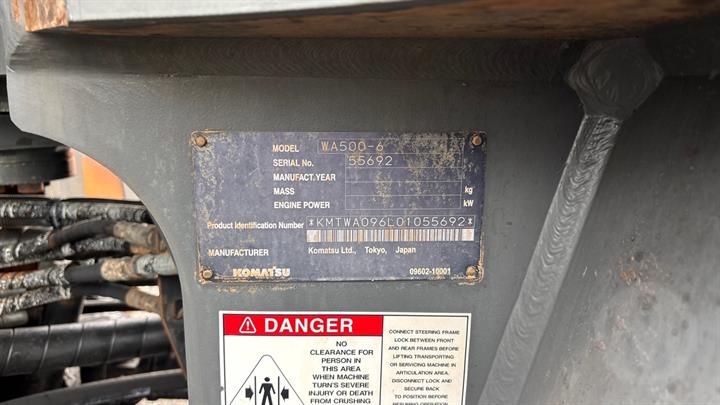 MODEL WA500-6
SERIAL No. 55692
MANUFACT.YEAR
MASS kg
ENGINE POWER kW
Product Identification Number *KMTWA096L01055692*
MANUFACTURER Komatsu Ltd., Tokyo, Japan
KOMATSU 09602-10001
DANGER
NO
CLEARANCE FOR
PERSON IN
THIS AREA
WHEN MACHINE
TURN'S SEVERE
INJURY OR DEATH
FROM CRUSHING
CONNECT STEERING FRAME
LOCK BETWEEN FRONT
AND REAR FRAMES BEFORE
LIFTING TRANSPORTING
OR SERVICING MACHINE IN
ARTICULATION AREA.
DISCONNECT LOCK AND
SECURE BACK
TO POSITION BEFORE
RESUMING OPERATION